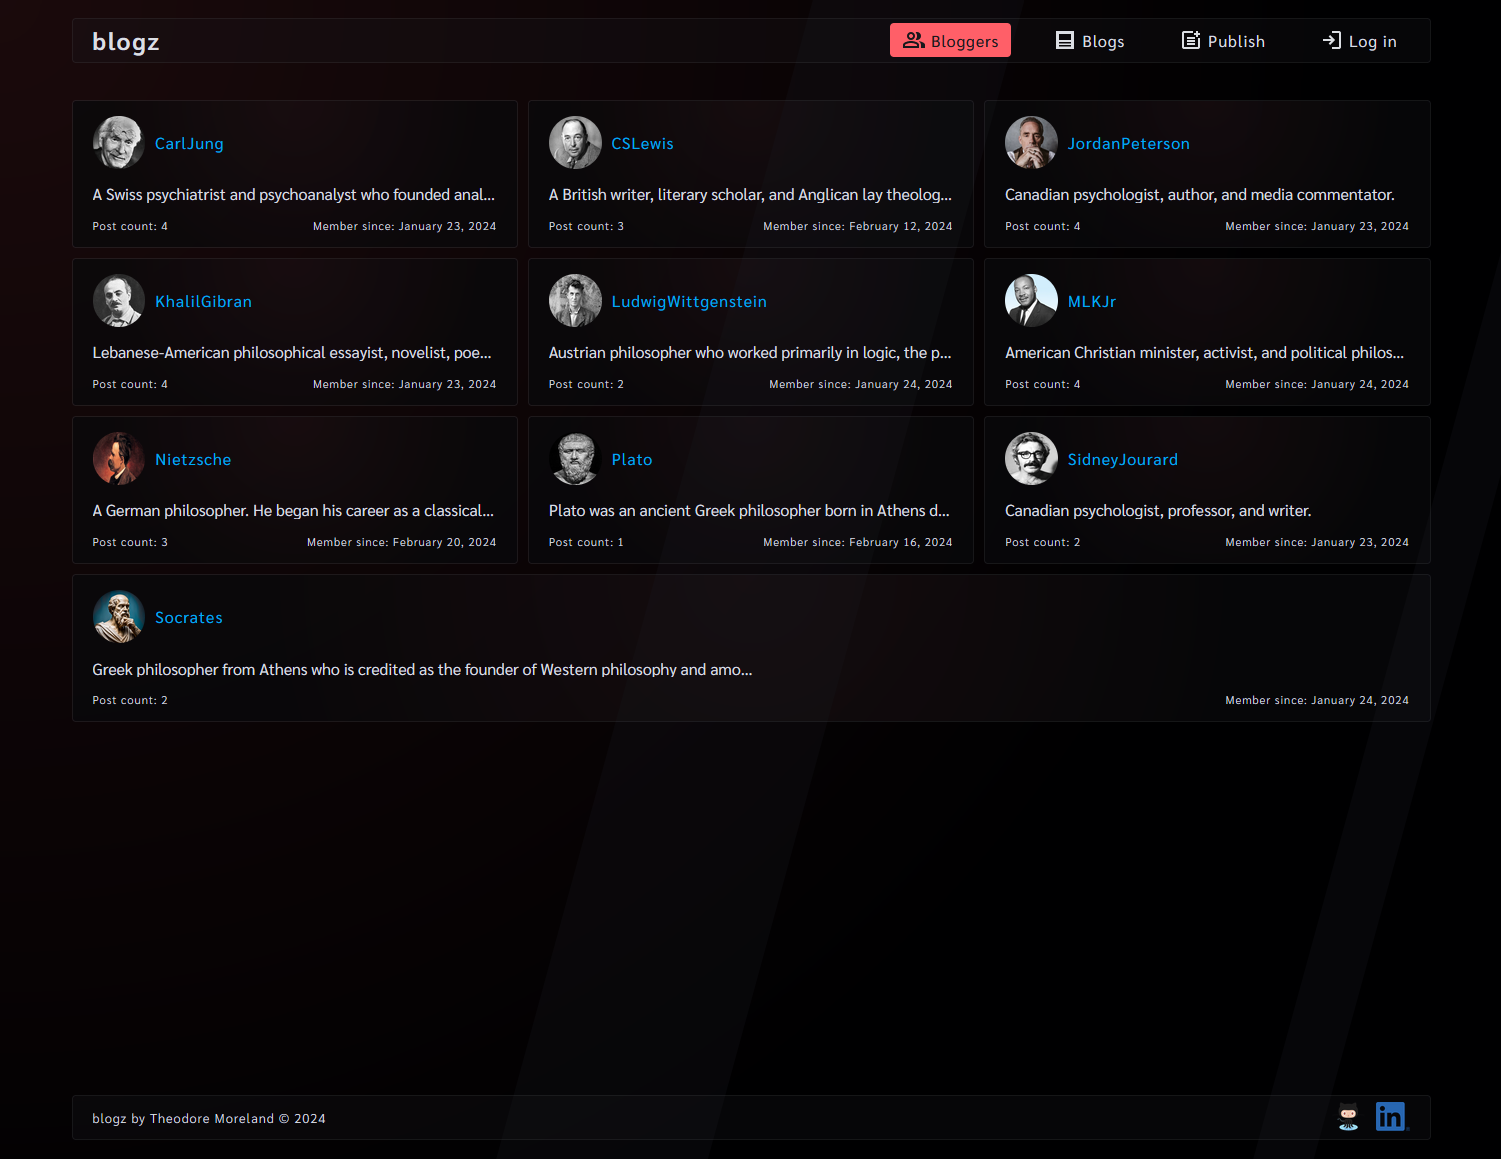 blogz
Bloggers
Blogs
Publish
Log in
CarlJung
A Swiss psychiatrist and psychoanalyst who founded anal...
Post count: 4
Member since: January 23, 2024
CSLewis
A British writer, literary scholar, and Anglican lay theolog...
Post count: 3
Member since: February 12, 2024
JordanPeterson
Canadian psychologist, author, and media commentator.
Post count: 4
Member since: January 23, 2024
KhalilGibran
Lebanese-American philosophical essayist, novelist, poe...
Post count: 4
Member since: January 23, 2024
LudwigWittgenstein
Austrian philosopher who worked primarily in logic, the p...
Post count: 2
Member since: January 24, 2024
MLKJr
American Christian minister, activist, and political philos...
Post count: 4
Member since: January 24, 2024
Nietzsche
A German philosopher. He began his career as a classical...
Post count: 3
Member since: February 20, 2024
Plato
Plato was an ancient Greek philosopher born in Athens d...
Post count: 1
Member since: February 16, 2024
SidneyJourard
Canadian psychologist, professor, and writer.
Post count: 2
Member since: January 23, 2024
Socrates
Greek philosopher from Athens who is credited as the founder of Western philosophy and amo...
Post count: 2
Member since: January 24, 2024
blogz by Theodore Moreland © 2024
in